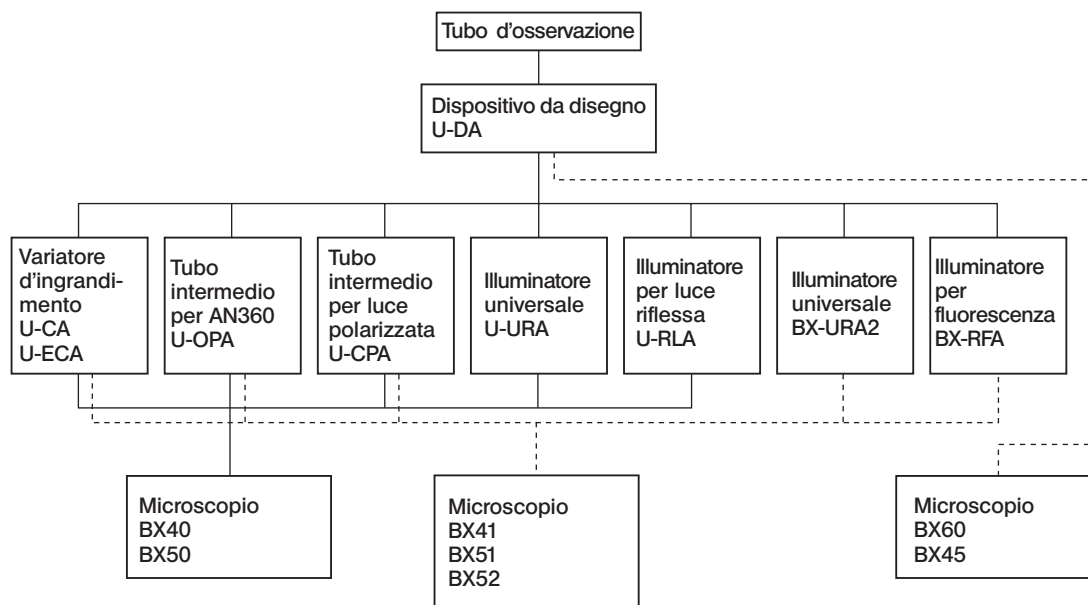 Tubo d'osservazione
Dispositivo da disegno
U-DA
Variatore
d'ingrandi-
mento
U-CA
U-ECA
Tubo
intermedio
per AN360
U-OPA
Tubo
intermedio
per luce
polarizzata
U-CPA
Illuminatore
universale
U-URA
Illuminatore
per luce
riflessa
U-RLA
Illuminatore
universale
BX-URA2
Illuminatore
per
fluorescenza
BX-RFA
Microscopio
BX40
BX50
Microscopio
BX41
BX51
BX52
Microscopio
BX60
BX45